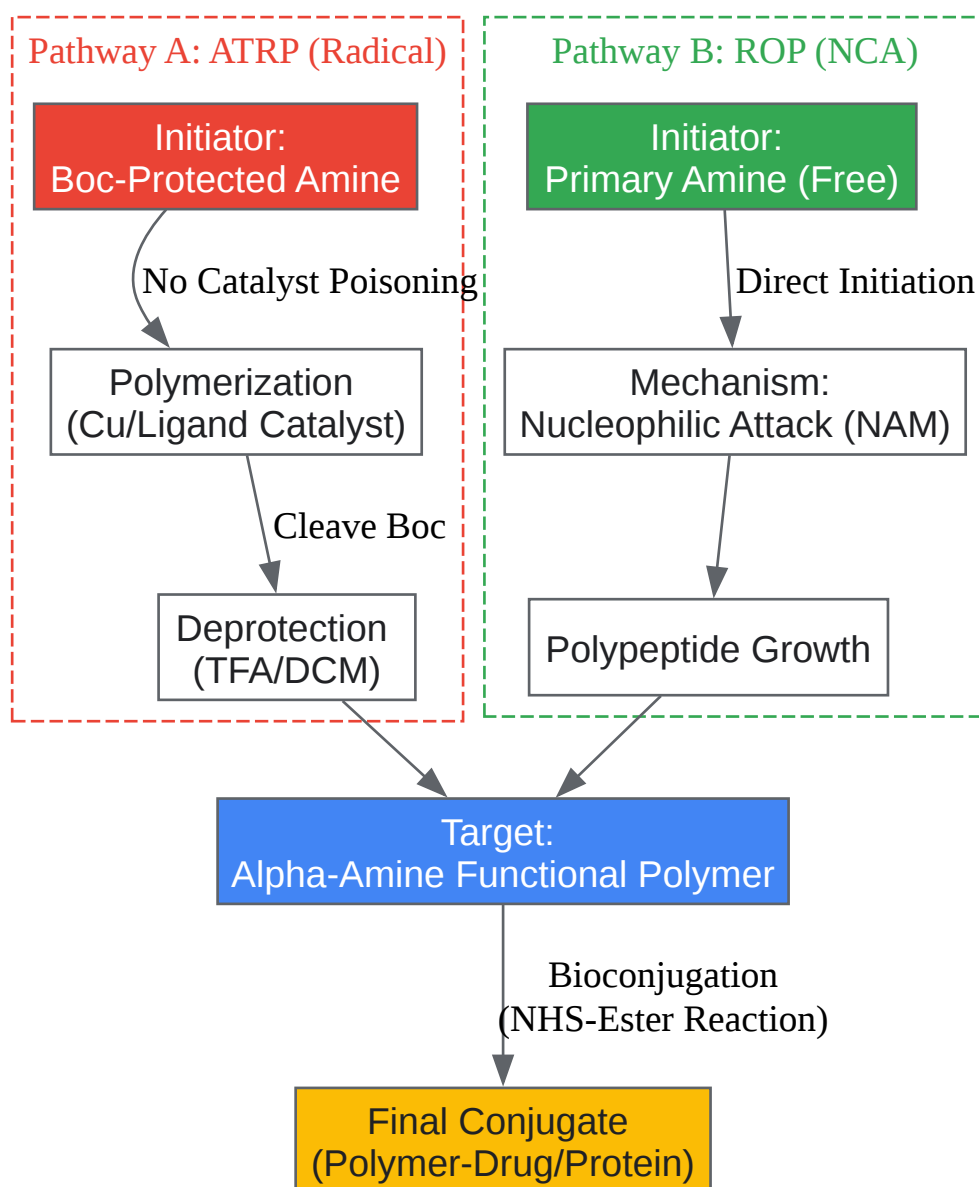 Pathway A: ATRP (Radical)
Initiator:
Boc-Protected Amine
No Catalyst Poisoning
Polymerization
(Cu/Ligand Catalyst)
Cleave Boc
Deprotection
(TFA/DCM)
Pathway B: ROP (NCA)
Initiator:
Primary Amine (Free)
Direct Initiation
Mechanism:
Nucleophilic Attack (NAM)
Polypeptide Growth
Target:
Alpha-Amine Functional Polymer
Bioconjugation
(NHS-Ester Reaction)
Final Conjugate
(Polymer-Drug/Protein)